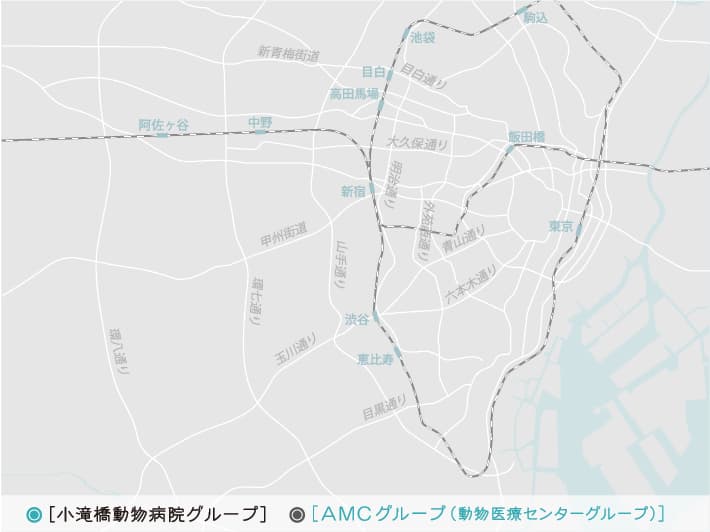 駒込
池袋
新青梅街道
目白
目白通り
高田馬場
阿佐ヶ谷
中野
飯田橋
大久保通り
明治通り
新宿
外苑西通り
東京
甲州街道
山手通り
青山通り
六本木通り
環七通り
渋谷
環八通り
玉川通り
恵比寿
目黒通り
[小滝橋動物病院グループ]
[AMCグループ(動物医療センターグループ)]